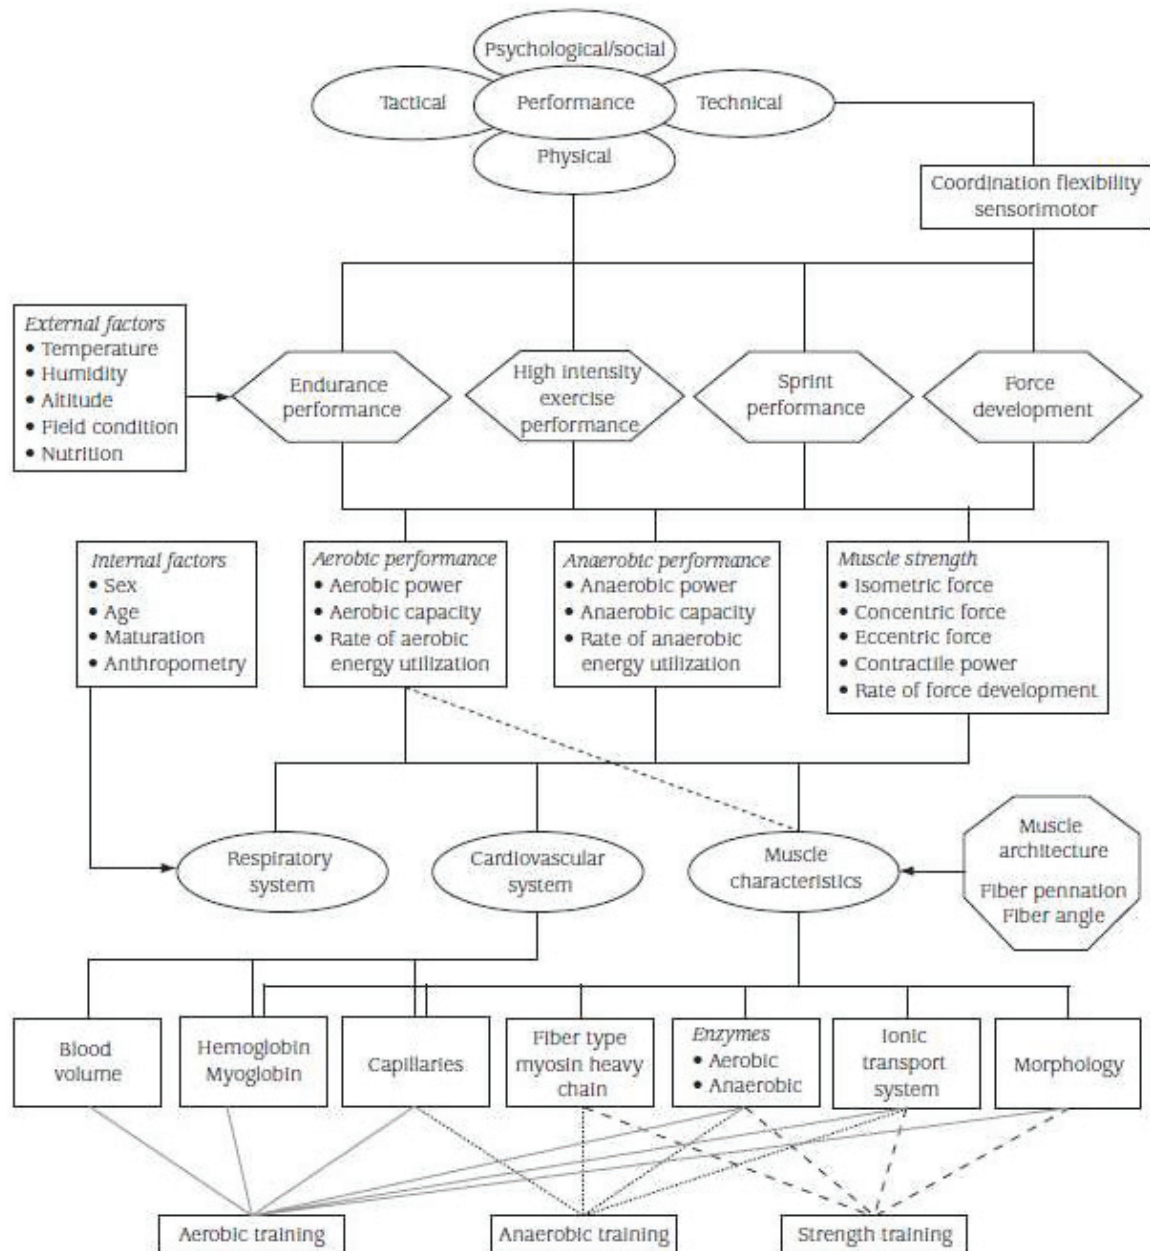 Psychological/social
Tactical
Performance
Technical
Physical
Coordination flexibility
sensorimotor
External factors
• Temperature
• Humidity
• Altitude
• Field condition
• Nutrition
Endurance
performance
High intensity
exercise
performance
Sprint
performance
Force
development
Internal factors
• Sex
• Age
• Maturation
• Anthropometry
Aerobic performance
• Aerobic power
• Aerobic capacity
• Rate of aerobic
energy utilization
Anaerobic performance
• Anaerobic power
• Anaerobic capacity
• Rate of anaerobic
energy utilization
Muscle strength
• Isometric force
• Concentric force
• Eccentric force
• Contractile power
• Rate of force development
Respiratory
system
Cardiovascular
system
Muscle
characteristics
Muscle
architecture
Fiber pennation
Fiber angle
Blood
volume
Hemoglobin
Myoglobin
Capillaries
Fiber type
myosin heavy
chain
Enzymes
• Aerobic
• Anaerobic
Ionic
transport
system
Morphology
Aerobic training
Anaerobic training
Strength training